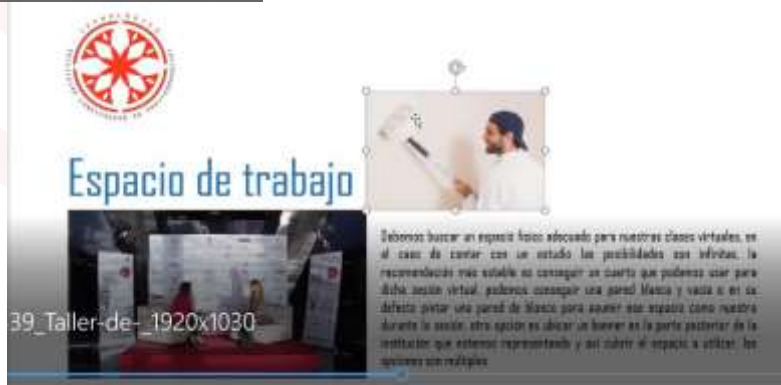 Espacio de trabajo
Debemos buscar un espacio físico adecuado para nuestras clases virtuales, en
el caso de contar con un estudio las posibilidades son infinitas, la
recomendación más estable es conseguir un cuarto que podamos usar para
dicha sesión virtual, podemos conseguir una pared blanca y vacía o en su
defecto pintar una pared de blanco para asumir ese espacio como nuestro
durante la sesión, otra opción es ubicar un banner en la parte posterior de la
institución que estemos representando y así cubrir el espacio a utilizar, las
opciones son múltiples
39_Taller-de-_1920x1030